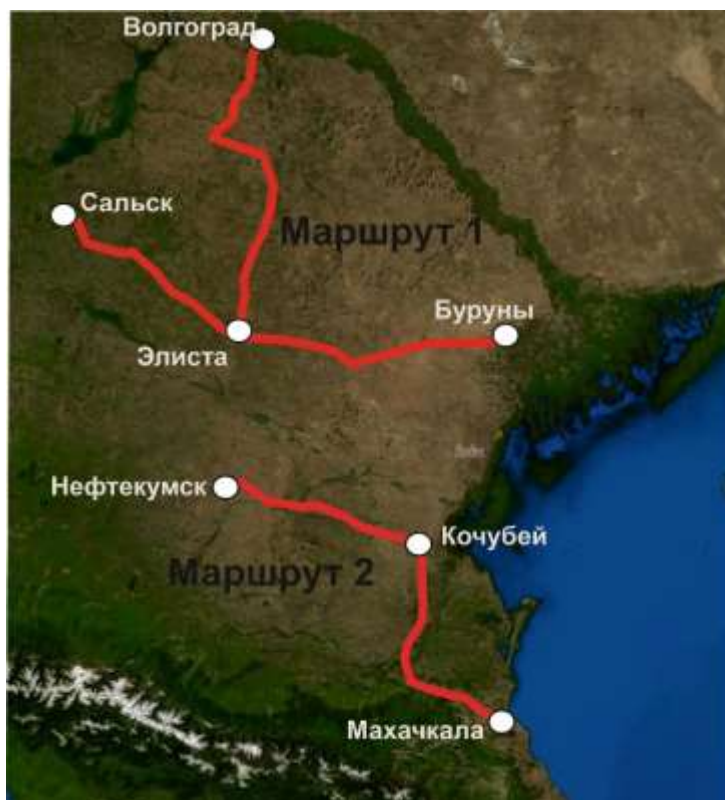 Волгоград
Сальск
Маршрут 1
Буруны
Элиста
Нефтекумск
Кочубей
Маршрут 2
Махачкала